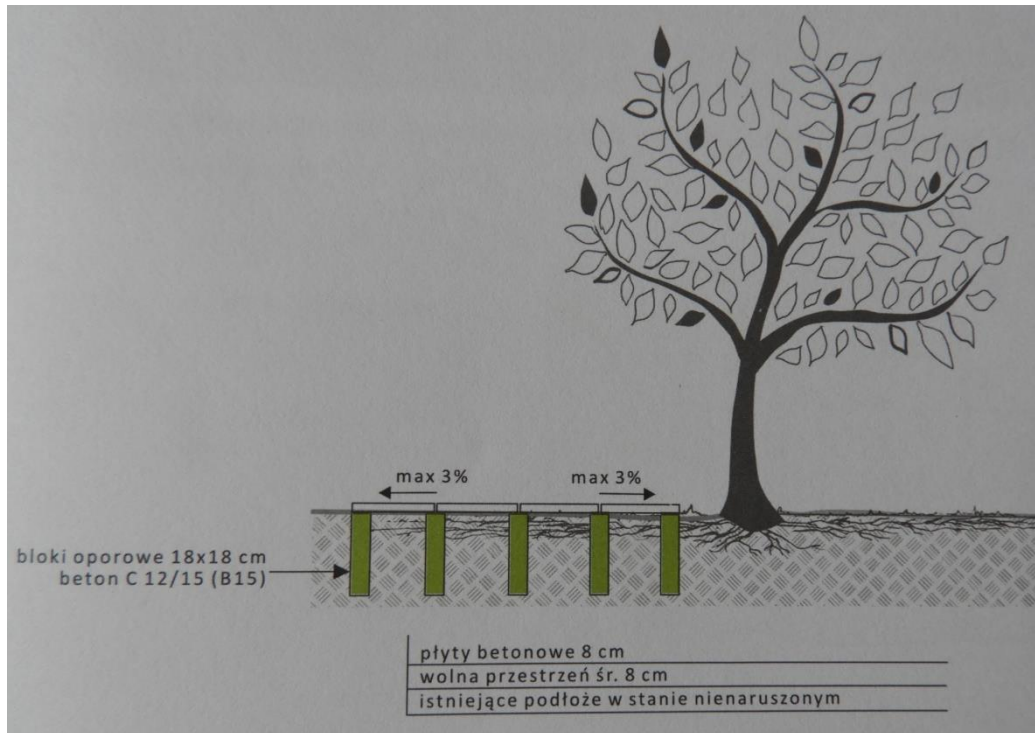 max 3%
max 3%
bloki oporowe 18x18 cm
beton C 12/15 (B15)
płyty betonowe 8 cm
wolna przestrzeń śr. 8 cm
istniejące podłoże w stanie nienaruszonym